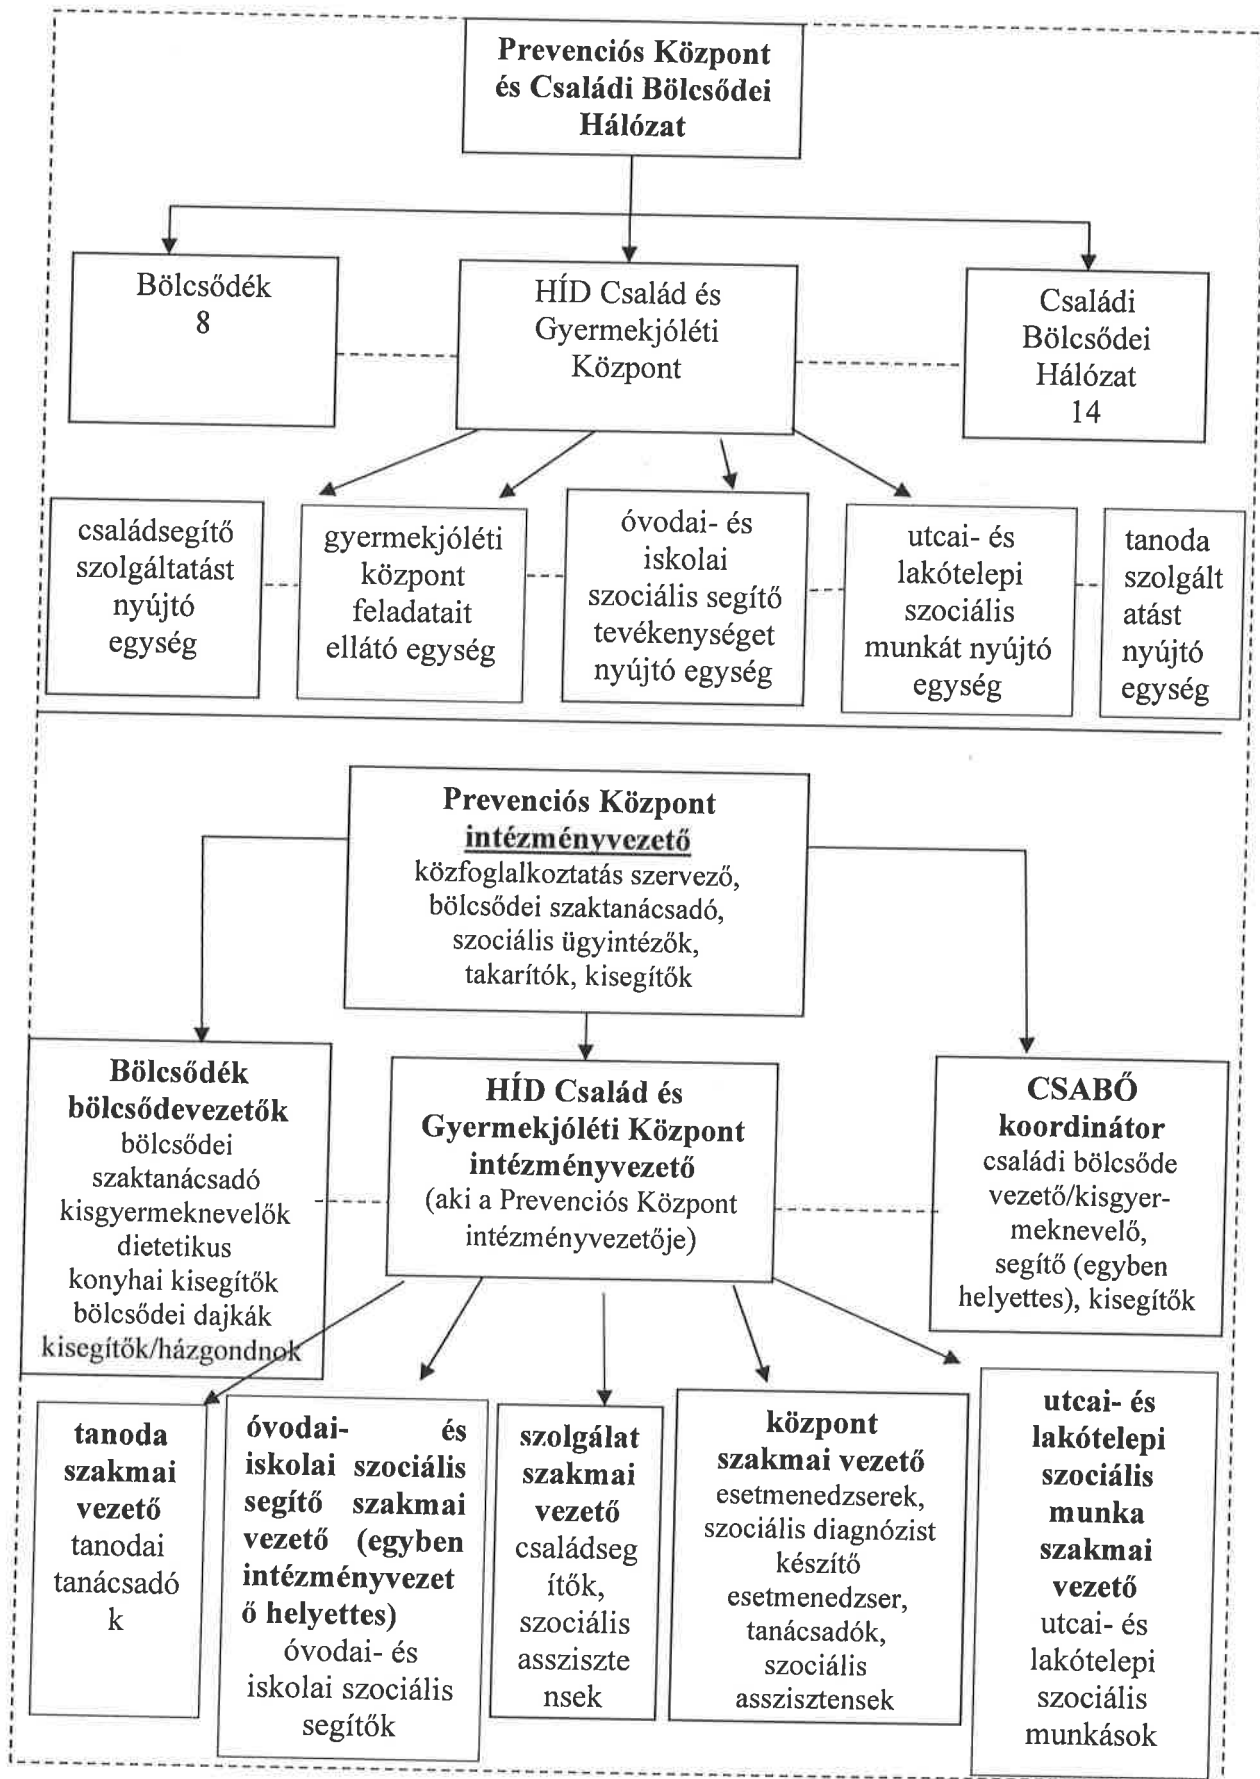 Prevenciós Központ
és Családi Bölcsődei
Hálózat
Bölcsődék
8
HÍD Család és
Gyermekjóléti
Központ
Családi
Bölcsődei
Hálózat
14
családsegítő
szolgáltatást
nyújtó
egység
gyermekjóléti
központ
feladatait
ellátó egység
óvodai- és
iskolai
szociális segítő
tevékenységet
nyújtó egység
utcai- és
lakótelepi
szociális
munkát nyújtó
egység
tanoda
szolgált
atást
nyújtó
egység
Prevenciós Központ
intézményvezető
közfoglalkoztatás szervező,
bölcsődei szaktanácsadó,
szociális ügyintézők,
takarítók, kisegítők
Bölcsődék
bölcsődevezetők
bölcsődei
szaktanácsadó
kisgyermeknevelők
dietetikus
konyhai kisegítők
bölcsődei dajkák
kisegítők/házgondnok
HÍD Család és
Gyermekjóléti Központ
intézményvezető
(aki a Prevenciós Központ
intézményvezetője)
CSABŐ
koordinátor
családi bölcsőde
vezető/kisgyer-
meknevelő,
segítő (egyben
helyettes), kisegítők
tanoda
szakmai
vezető
tanodai
tanácsadó
k
óvodai- és
iskolai szociális
segítő szakmai
vezető (egyben
intézményvezet
ő helyettes)
óvodai- és
iskolai szociális
segítők
szolgálat
szakmai
vezető
családseg
ítők,
szociális
assziszte
nsek
központ
szakmai vezető
esetmenedzserek,
szociális diagnózist
készítő
esetmenedzser,
tanácsadók,
szociális
asszisztensek
utcai- és
lakótelepi
szociális
munka
szakmai
vezető
utcai- és
lakótelepi
szociális
munkások